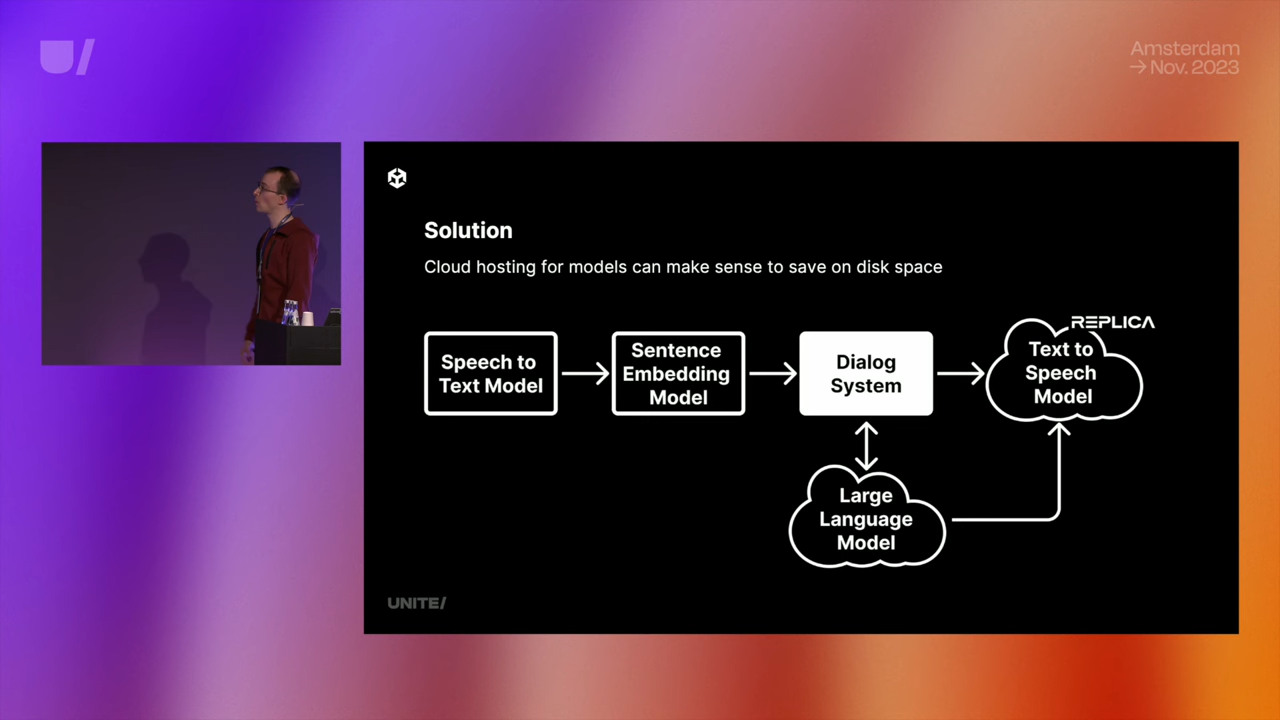 U/
Amsterdam
→ Nov. 2023
Solution
Cloud hosting for models can make sense to save on disk space
Speech to
Text Model
Sentence
Embedding
Model
Dialog
System
REPLICA
Text to
Speech
Model
Large
Language
Model
UNITE/